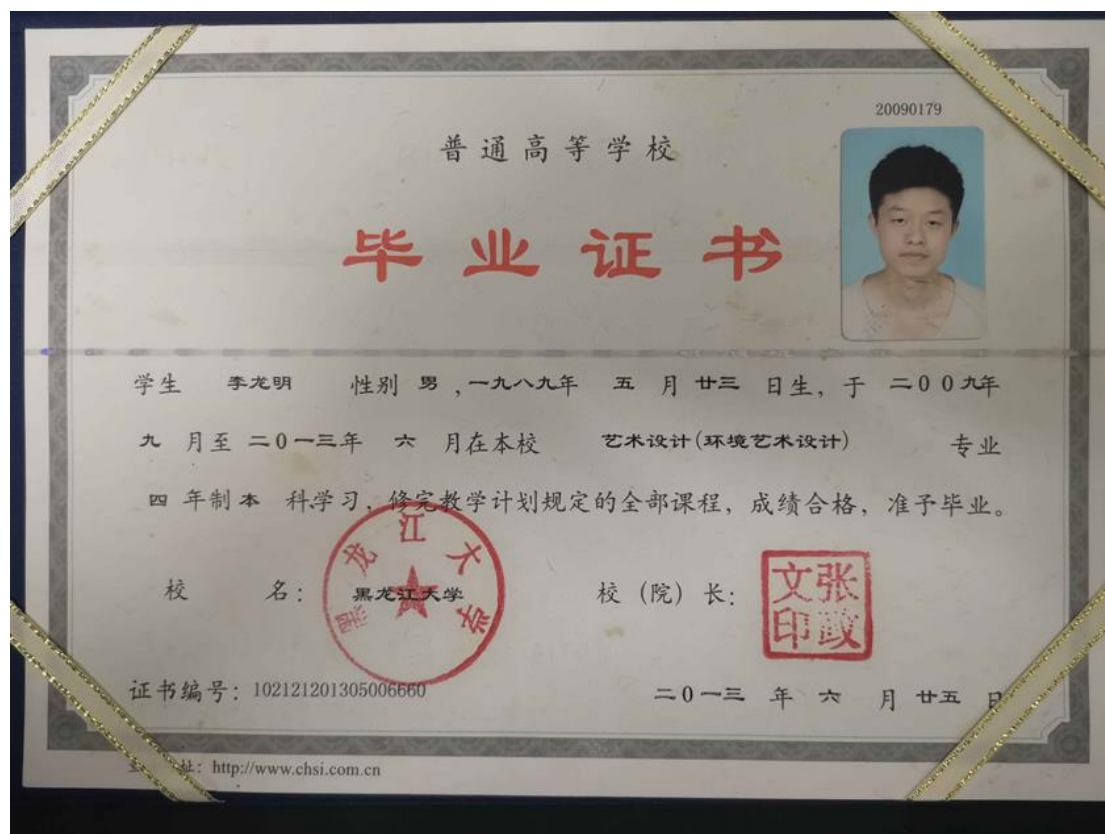 20090179
普通高等学校
毕业证书
学生 李龙明 性别 男 ,一九八九年 五 月 廿三 日生, 于 二00九年
九 月至 二0一三年 六 月在本校 艺术设计(环境艺术设计) 专业
四 年制 本 科学习, 修完教学计划规定的全部课程, 成绩合格, 准予毕业。
黑龙江大学
校 名: 黑龙江大学 校 (院) 长: 张政文印
证书编号: 102121201305006660 二0一三 年 六 月 廿五 日
址: http://www.chsi.com.cn